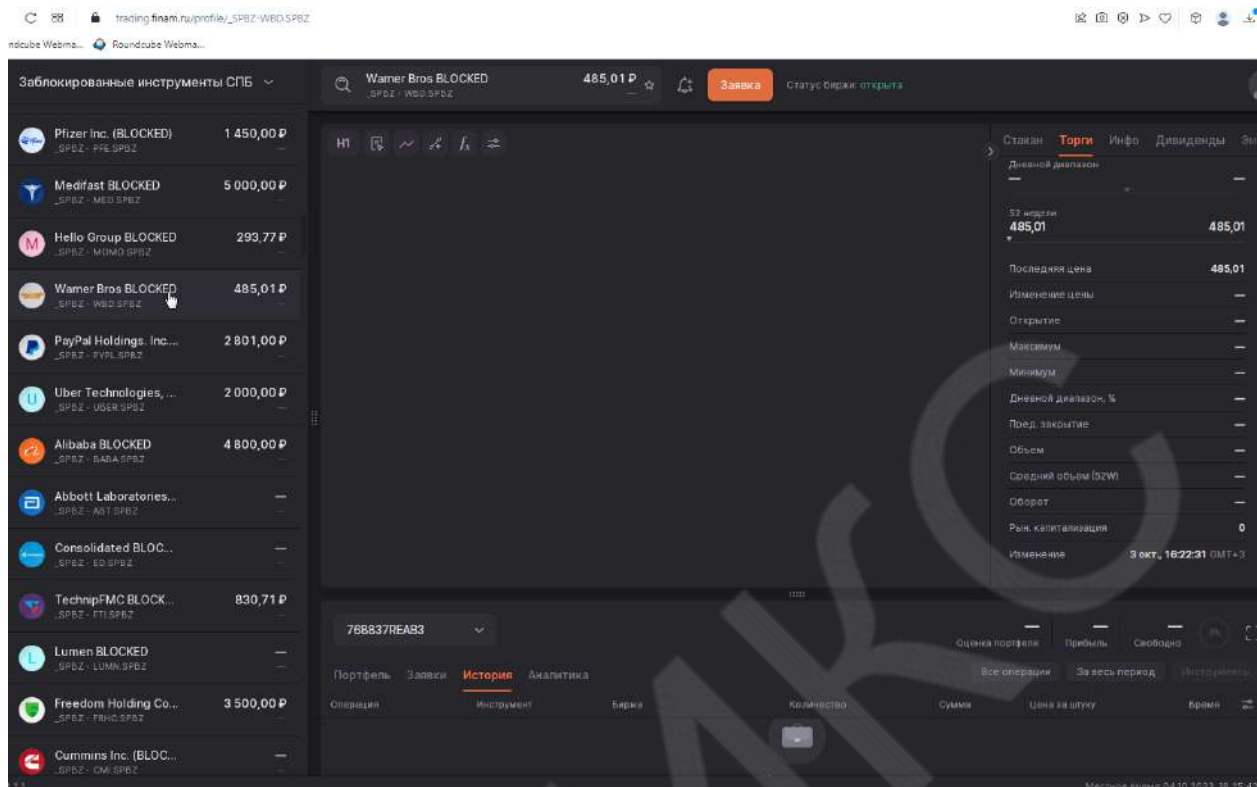 trading.finam.ru/profile/_SPBZ-WBD.SPBZ
ndcube Webma... Roundcube Webma...
Заблокированные инструменты СПБ
Warner Bros BLOCKED 485,01 ₽
_SPBZ - WBD.SPBZ —
Заявка
Статус биржи: открыта
Pfizer Inc. (BLOCKED) 1 450,00 ₽
_SPBZ - PFE.SPBZ —
Medifast BLOCKED 5 000,00 ₽
_SPBZ - MED.SPBZ —
M Hello Group BLOCKED 293,77 ₽
_SPBZ - MOMO.SPBZ —
Warner Bros BLOCKED 485,01 ₽
_SPBZ - WBD.SPBZ —
PayPal Holdings. Inc.... 2 801,00 ₽
_SPBZ - PYPL.SPBZ —
U Uber Technologies, ... 2 000,00 ₽
_SPBZ - UBER.SPBZ —
Alibaba BLOCKED 4 800,00 ₽
_SPBZ - BABA.SPBZ —
Abbott Laboratories... —
_SPBZ - ABT.SPBZ
Consolidated BLOC... —
_SPBZ - ED.SPBZ
TechnipFMC BLOCK... 830,71 ₽
_SPBZ - FTI.SPBZ —
L Lumen BLOCKED —
_SPBZ - LUMN.SPBZ
Freedom Holding Co... 3 500,00 ₽
_SPBZ - FRHC.SPBZ —
Cummins Inc. (BLOC... —
_SPBZ - CMI.SPBZ
H1
Стакан Торги Инфо Дивиденды Эм
Дневной диапазон
— —
52 недели
485,01 485,01
Последняя цена 485,01
Изменение цены —
Открытие —
Максимум —
Минимум —
Дневной диапазон, % —
Пред. закрытие —
Объем —
Средний объем (52W) —
Оборот —
Рын. капитализация 0
Изменение 3 окт., 16:22:31 GMT+3
768837REAB3
— — —
Оценка портфеля Прибыль Свободно
Портфель Заявки История Аналитика
Все операции За весь период Инструменты
Операция Инструмент Биржа Количество Сумма Цена за штуку Время
МКС